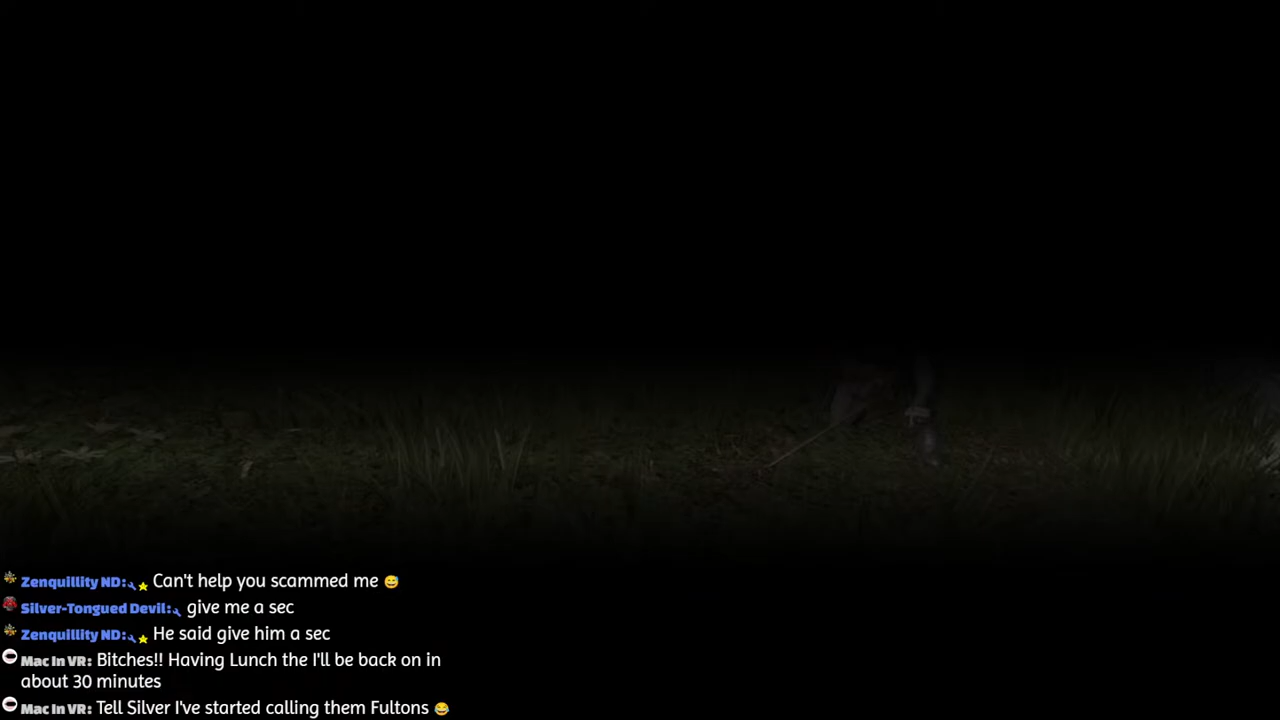 Zenquillity ND: Can't help you scammed me 😅
Silver-Tongued Devil: give me a sec
Zenquillity ND: He said give him a sec
Mac In VR: Bitches!! Having Lunch the I'll be back on in
about 30 minutes
Mac In VR: Tell Silver I've started calling them Fultons 😂